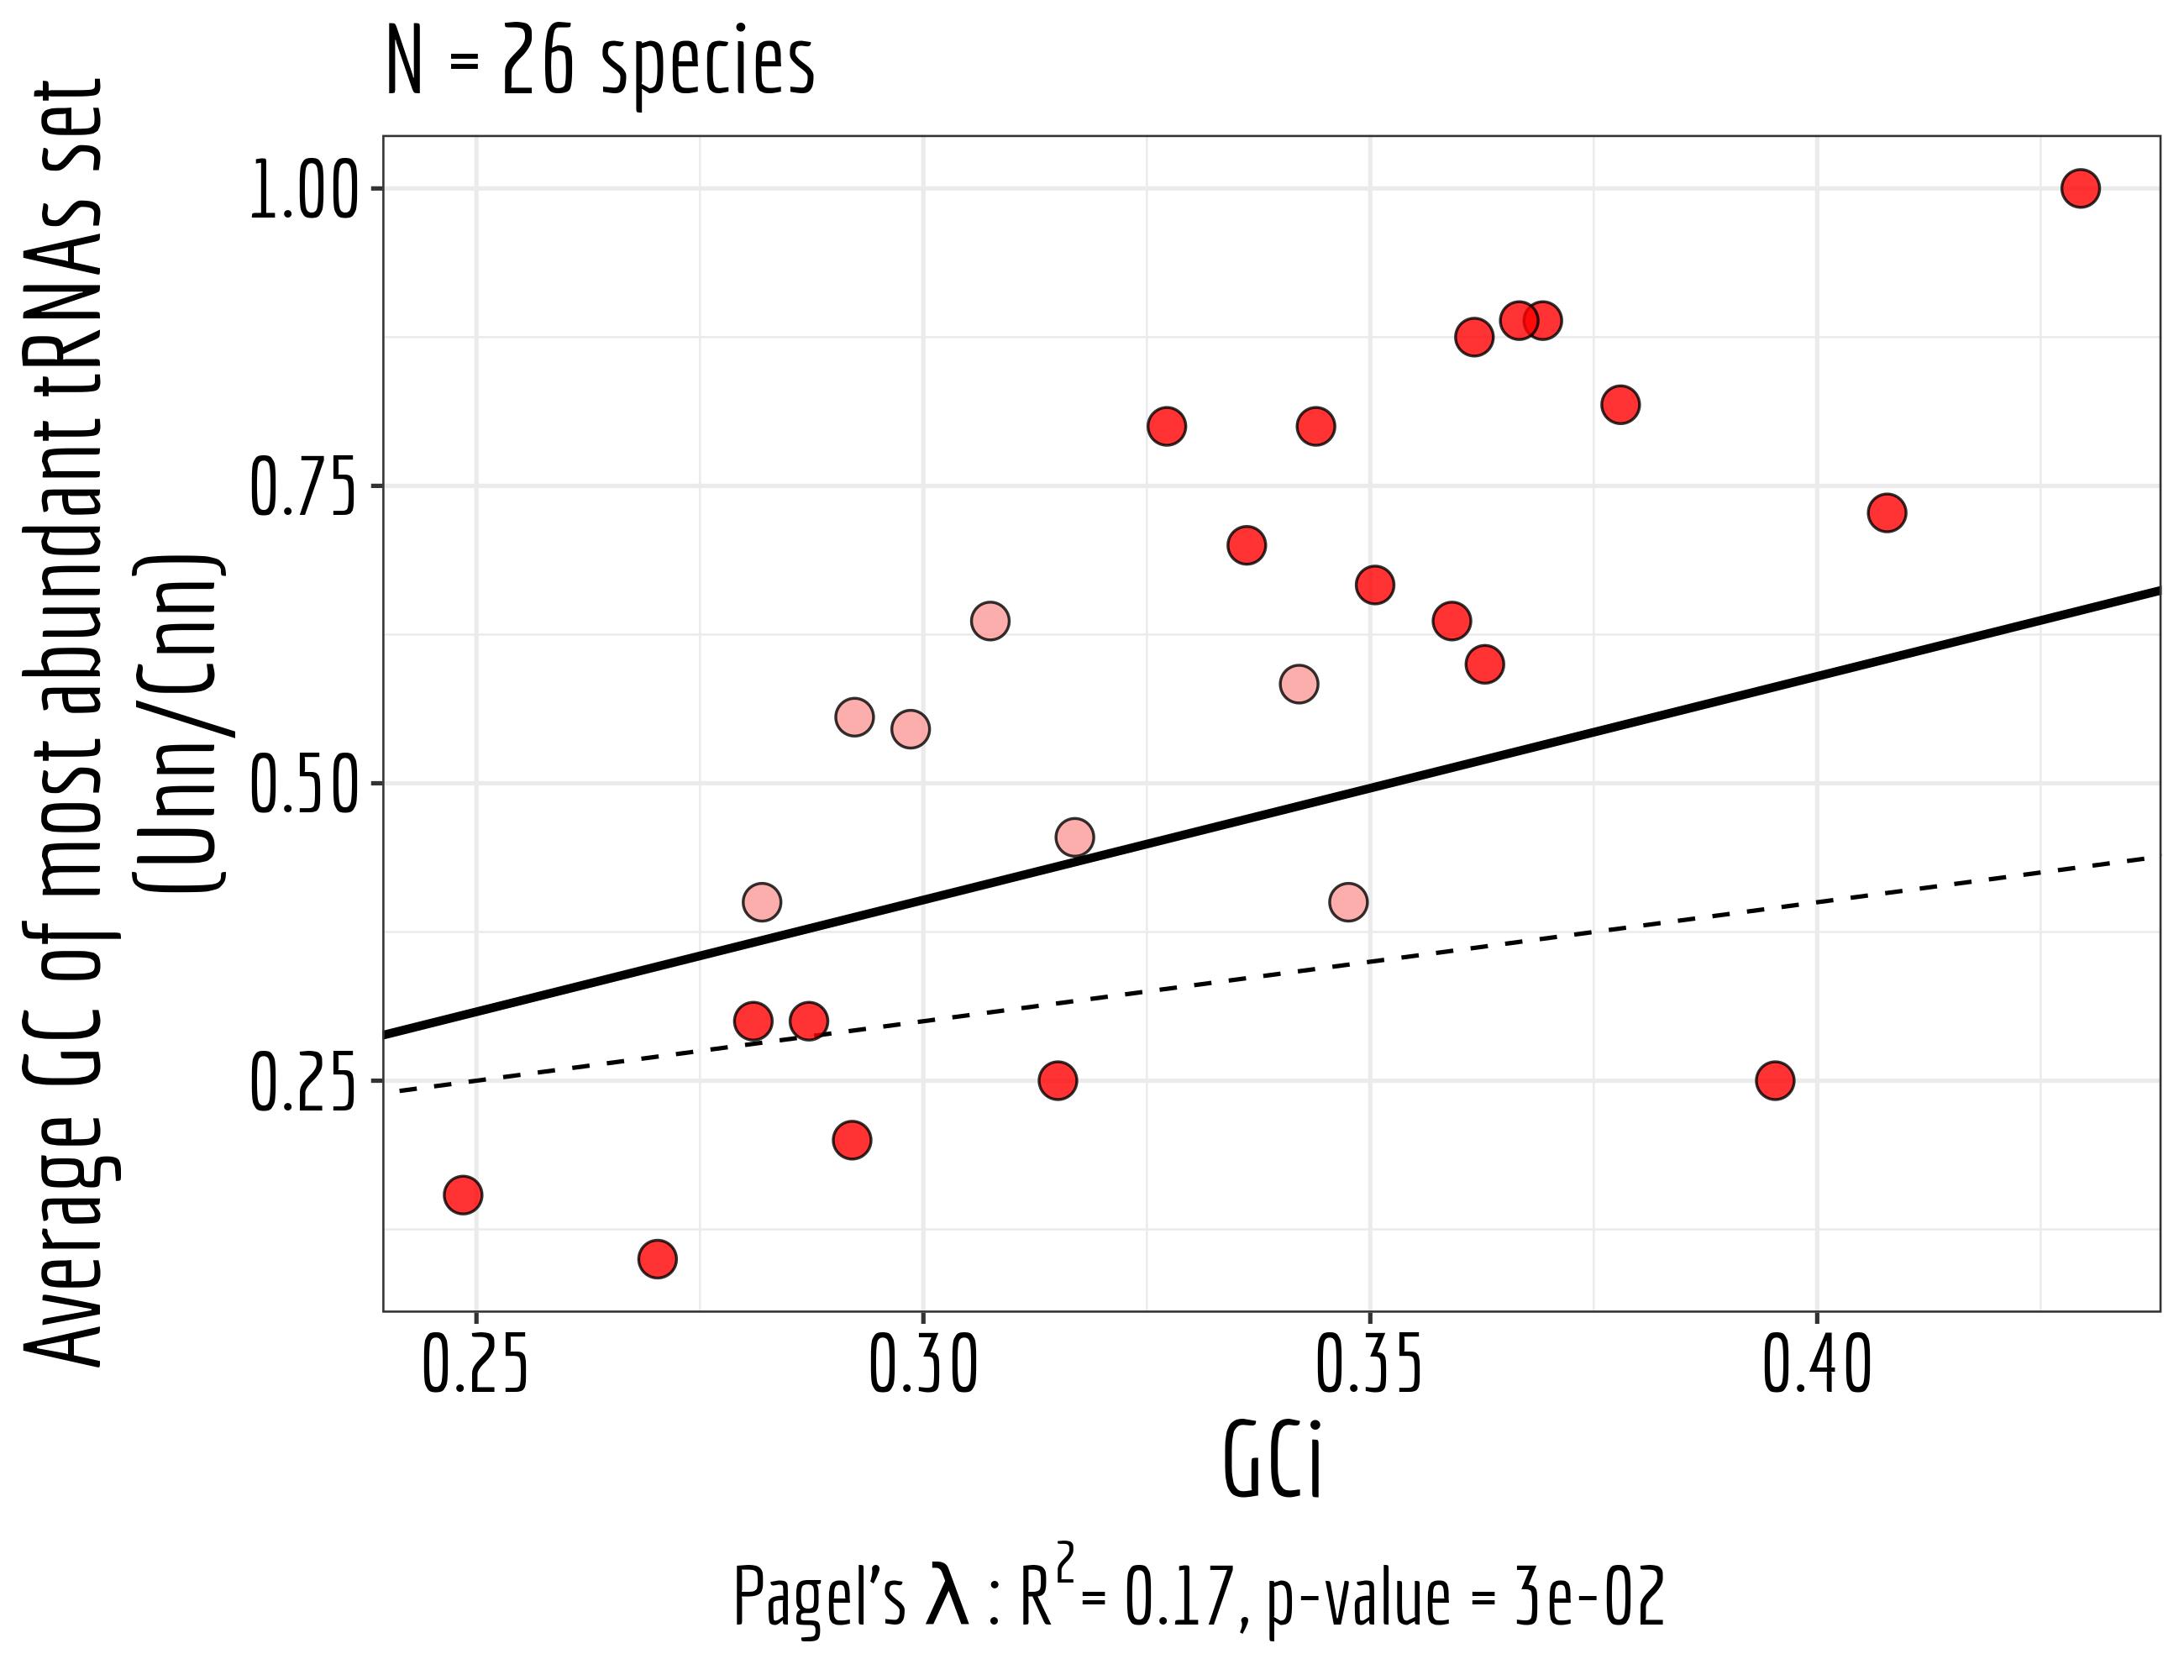 N = 26 species
Average GC of most abundant tRNAs set
(Unn/Cnn)
1.00
0.75
0.50
0.25
0.25 0.30 0.35 0.40
GCi
Pagel's λ : R²= 0.17, p-value = 3e-02